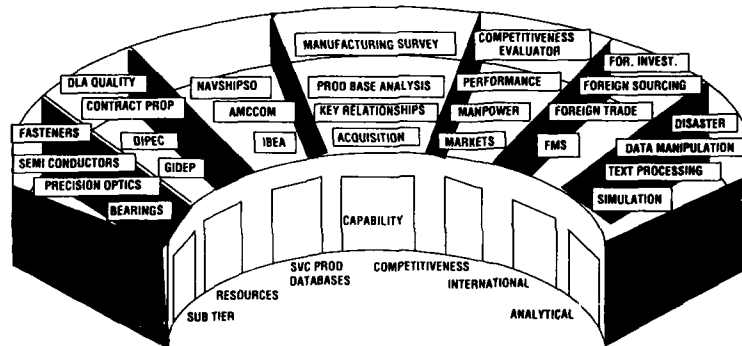 MANUFACTURING SURVEY
COMPETITIVENESS
EVALUATOR
FOR. INVEST.
DLA QUALITY
NAVSHIPSO
PROD BASE ANALYSIS
PERFORMANCE
FOREIGN SOURCING
CONTRACT PROP
AMCCOM
KEY RELATIONSHIPS
MANPOWER
FOREIGN TRADE
DISASTER
FASTENERS
DIPEC
IBEA
ACQUISITION
MARKETS
FMS
DATA MANIPULATION
SEMI CONDUCTORS
GIDEP
TEXT PROCESSING
PRECISION OPTICS
SIMULATION
BEARINGS
CAPABILITY
SVC PROD
DATABASES
COMPETITIVENESS
RESOURCES
INTERNATIONAL
SUB TIER
ANALYTICAL